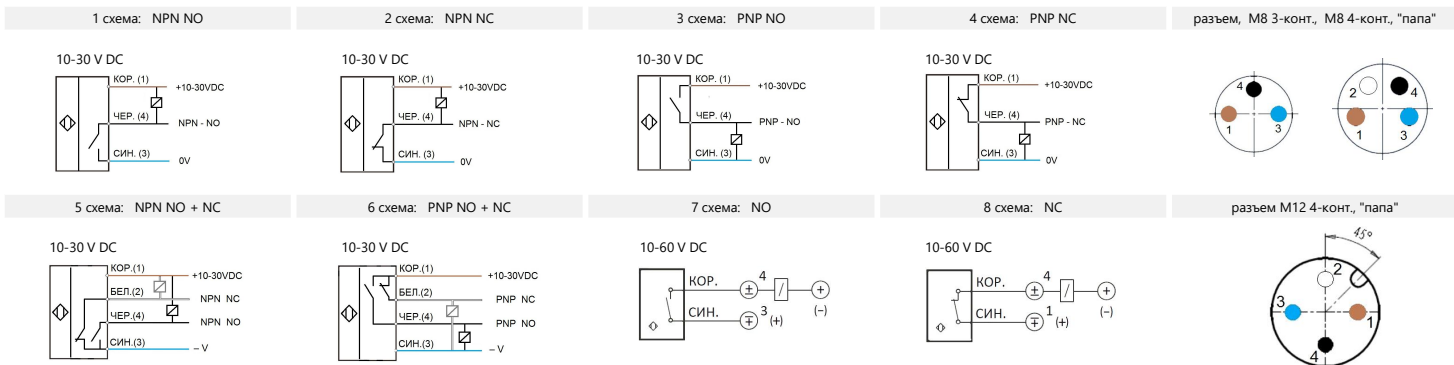 1 схема: NPN NO
2 схема: NPN NC
3 схема: PNP NO
4 схема: PNP NC
разъем, М8 3-конт., М8 4-конт., "папа"
10-30 V DC
КОР. (1)
+10-30VDC
ЧЕР. (4)
NPN - NO
СИН. (3)
0V
10-30 V DC
КОР. (1)
+10-30VDC
ЧЕР. (4)
NPN - NC
СИН. (3)
0V
10-30 V DC
КОР. (1)
+10-30VDC
ЧЕР. (4)
PNP - NO
СИН. (3)
0V
10-30 V DC
КОР. (1)
+10-30VDC
ЧЕР. (4)
PNP - NC
СИН. (3)
0V
4
1
3
2
4
1
3
5 схема: NPN NO + NC
6 схема: PNP NO + NC
7 схема: NO
8 схема: NC
разъем М12 4-конт., "папа"
10-30 V DC
КОР.(1)
+10-30VDC
БЕЛ.(2)
NPN NC
ЧЕР.(4)
NPN NO
СИН.(3)
– V
10-30 V DC
КОР.(1)
+10-30VDC
БЕЛ.(2)
PNP NC
ЧЕР.(4)
PNP NO
СИН.(3)
– V
10-60 V DC
КОР.
4
±
+
(–)
СИН.
∓
3
(+)
10-60 V DC
КОР.
4
±
+
(–)
СИН.
∓
1
(+)
45°
2
3
1
4